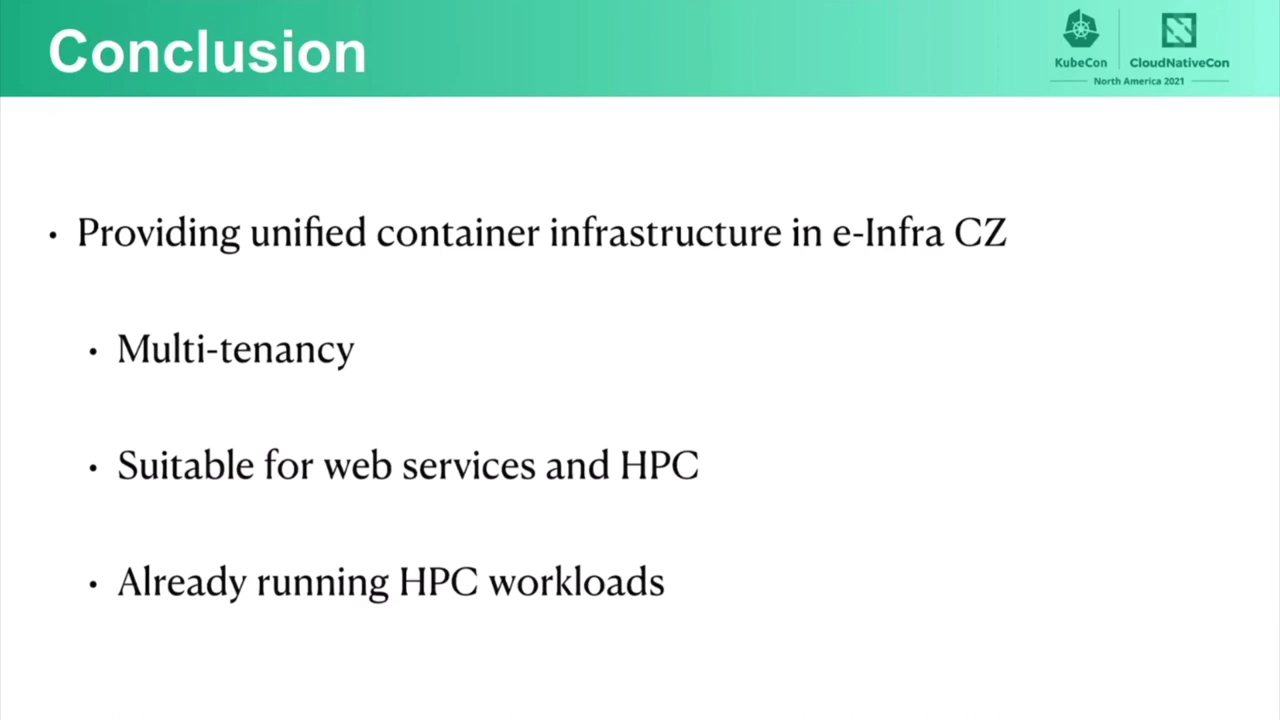 Conclusion
KubeCon
CloudNativeCon
North America 2021
• Providing unified container infrastructure in e-Infra CZ
• Multi-tenancy
• Suitable for web services and HPC
• Already running HPC workloads